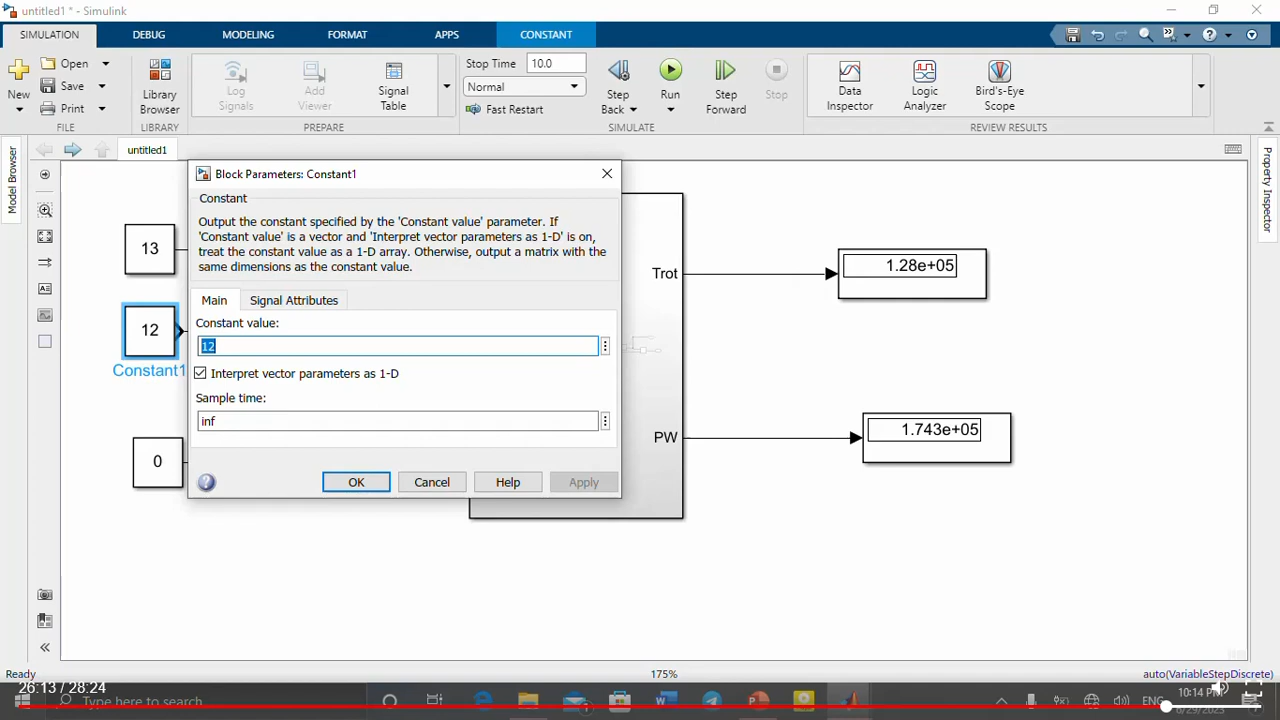 untitled1 * - Simulink
SIMULATION DEBUG MODELING FORMAT APPS CONSTANT
New
Open
Save
Print
FILE
Library Browser
LIBRARY
Log Signals
Add Viewer
Signal Table
PREPARE
Stop Time 10.0
Normal
Fast Restart
Step Back
Run
Step Forward
Stop
SIMULATE
Data Inspector
Logic Analyzer
Bird's-Eye Scope
REVIEW RESULTS
untitled1
Model Browser
Property Inspector
13
12
Constant1
0
Block Parameters: Constant1
Constant
Output the constant specified by the 'Constant value' parameter. If
'Constant value' is a vector and 'Interpret vector parameters as 1-D' is on,
treat the constant value as a 1-D array. Otherwise, output a matrix with the
same dimensions as the constant value.
Main Signal Attributes
Constant value:
12
Interpret vector parameters as 1-D
Sample time:
inf
OK Cancel Help Apply
Trot
1.28e+05
PW
1.743e+05
Ready 175% auto(VariableStepDiscrete)
26:13 / 28:24
Type here to search
ENG
10:14 PM
8/29/2023